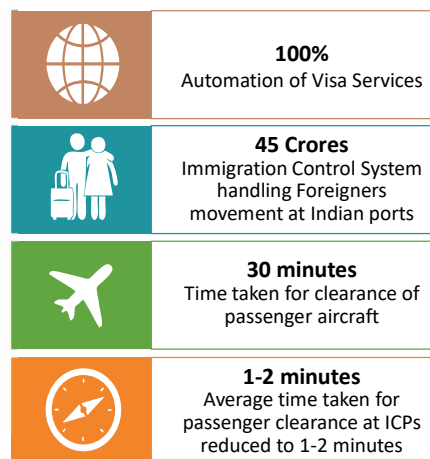 100%
Automation of Visa Services
45 Crores
Immigration Control System
handling Foreigners
movement at Indian ports
30 minutes
Time taken for clearance of
passenger aircraft
1-2 minutes
Average time taken for
passenger clearance at ICPs
reduced to 1-2 minutes